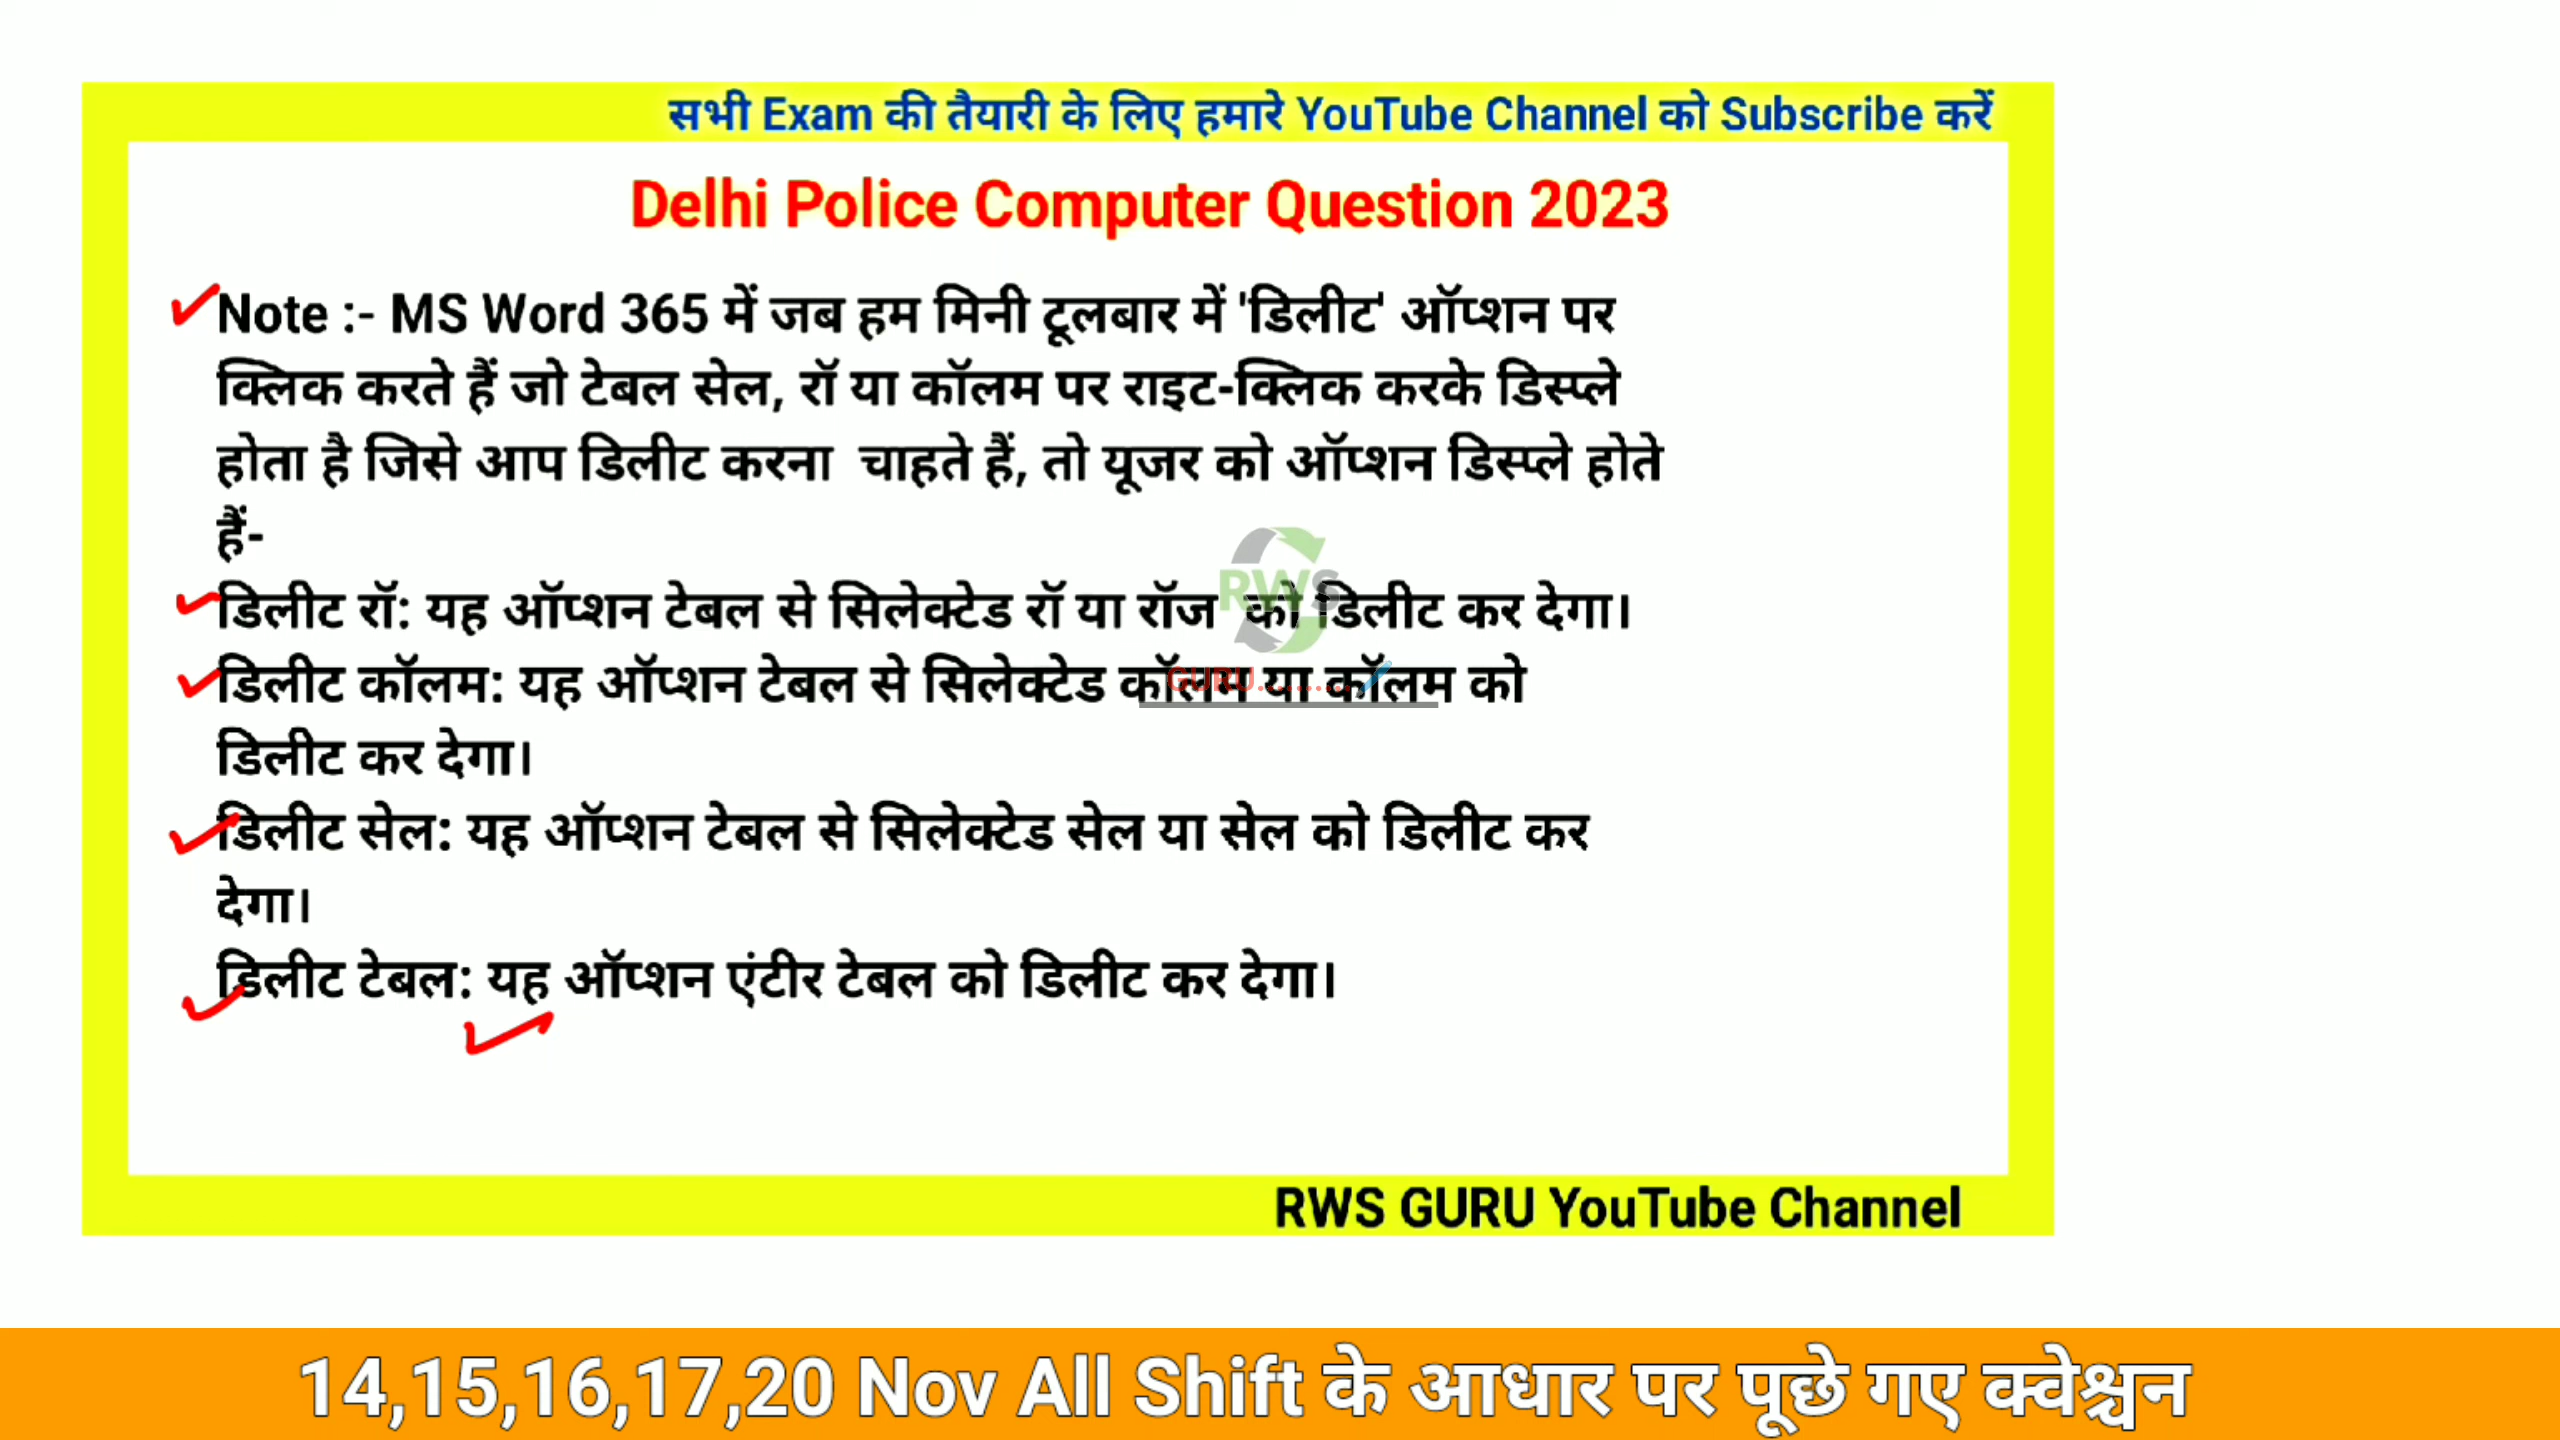 सभी Exam की तैयारी के लिए हमारे YouTube Channel को Subscribe करें
Delhi Police Computer Question 2023
Note :- MS Word 365 में जब हम मिनी टूलबार में 'डिलीट' ऑप्शन पर
क्लिक करते हैं जो टेबल सेल, रॉ या कॉलम पर राइट-क्लिक करके डिस्प्ले
होता है जिसे आप डिलीट करना चाहते हैं, तो यूजर को ऑप्शन डिस्प्ले होते
हैं-
डिलीट रॉ: यह ऑप्शन टेबल से सिलेक्टेड रॉ या रॉज को डिलीट कर देगा।
डिलीट कॉलम: यह ऑप्शन टेबल से सिलेक्टेड कॉलम या कॉलम को
डिलीट कर देगा।
डिलीट सेल: यह ऑप्शन टेबल से सिलेक्टेड सेल या सेल को डिलीट कर
देगा।
डिलीट टेबल: यह ऑप्शन एंटीर टेबल को डिलीट कर देगा।
RWS
GURU...........
RWS GURU YouTube Channel
14,15,16,17,20 Nov All Shift के आधार पर पूछे गए क्वेश्चन